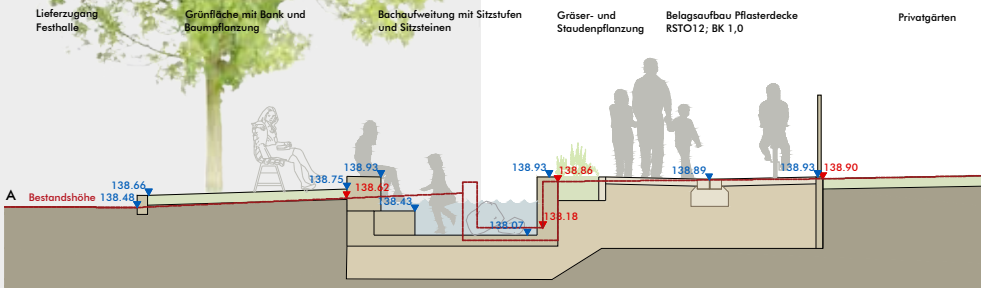 Lieferzugang
Festhalle
Grünfläche mit Bank und
Baumpflanzung
Bachaufweitung mit Sitzstufen
und Sitzsteinen
Gräser- und
Staudenpflanzung
Belagsaufbau Pflasterdecke
RSTO12; BK 1,0
Privatgärten
138.93
138.93
138.86
138.89
138.93
138.90
138.66
138.75
138.62
A
Bestandshöhe
138.48
138.43
138.18
138.07